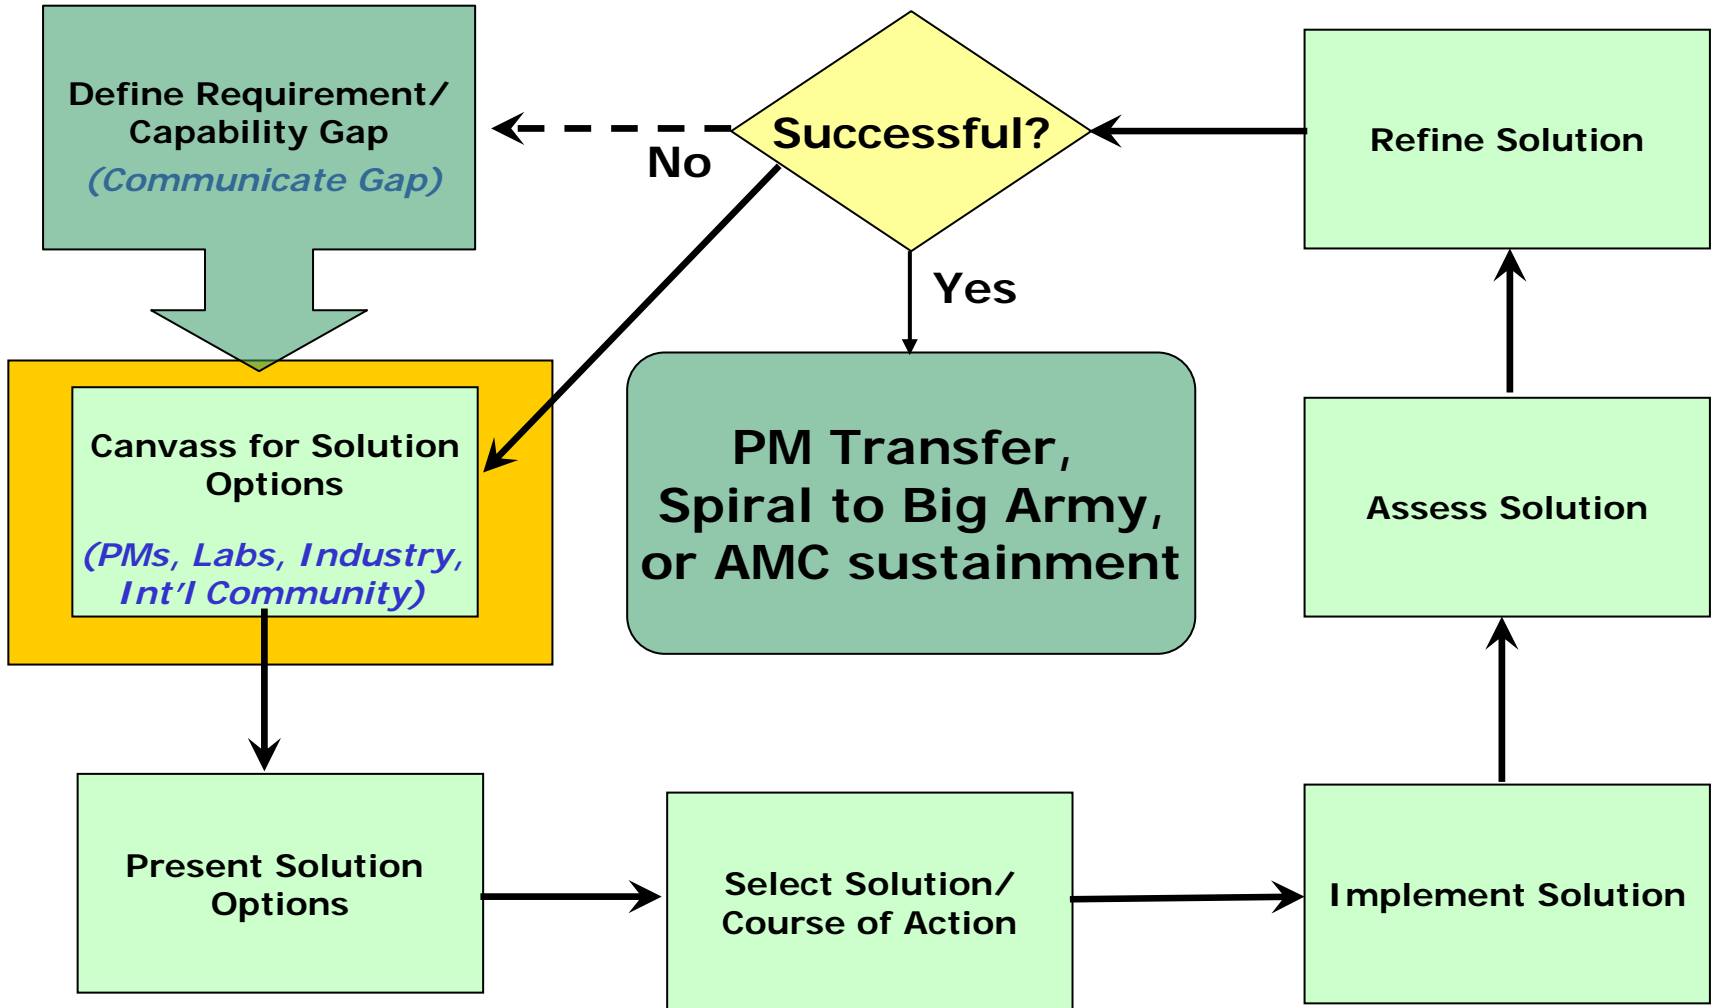 Define Requirement/
Capability Gap
(Communicate Gap)
Successful?
No
Yes
Refine Solution
Canvass for Solution
Options
(PMs, Labs, Industry,
Int'l Community)
PM Transfer,
Spiral to Big Army,
or AMC sustainment
Assess Solution
Present Solution
Options
Select Solution/
Course of Action
Implement Solution